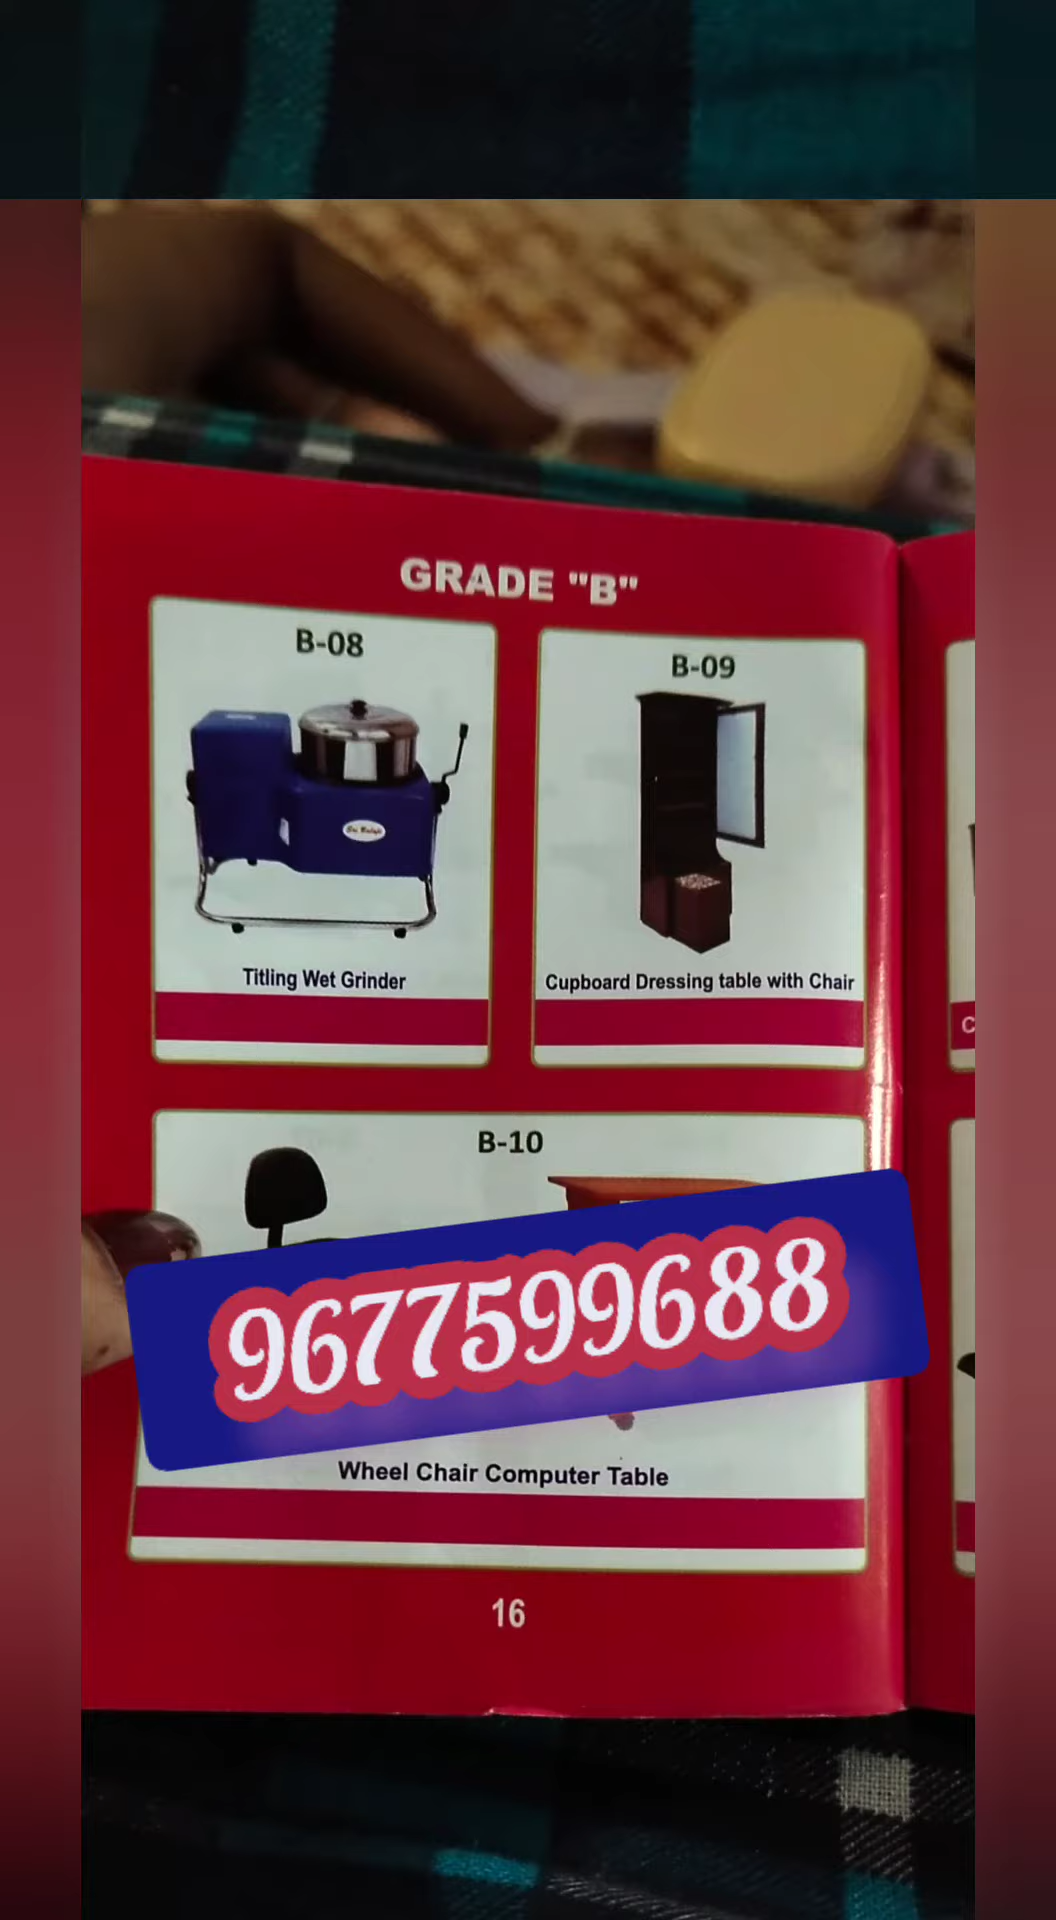 GRADE "B"
B-08
B-09
Titling Wet Grinder
Cupboard Dressing table with Chair
C
B-10
9677599688
Wheel Chair Computer Table
16